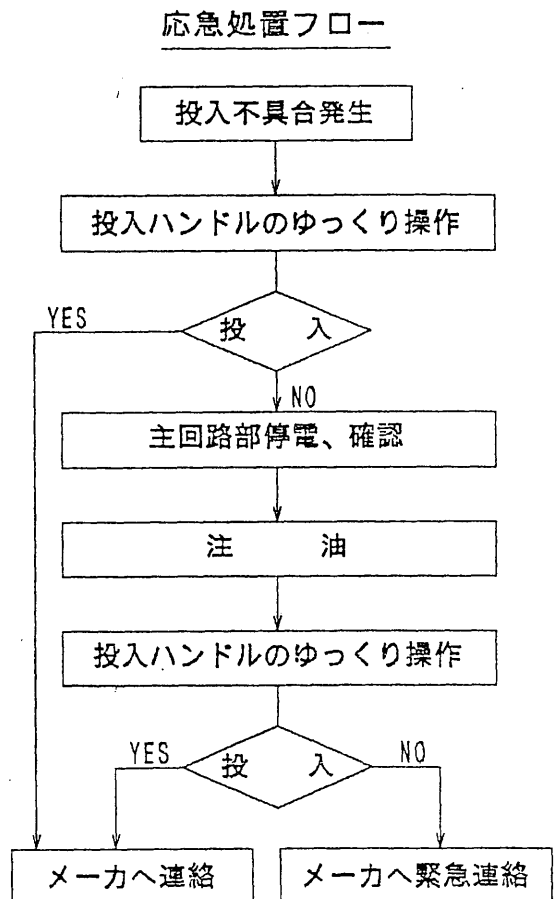 応急処置フロー
投入不具合発生
投入ハンドルのゆっくり操作
YES
投 入
NO
主回路部停電、確認
注 油
投入ハンドルのゆっくり操作
YES
投 入
NO
メーカへ連絡
メーカへ緊急連絡